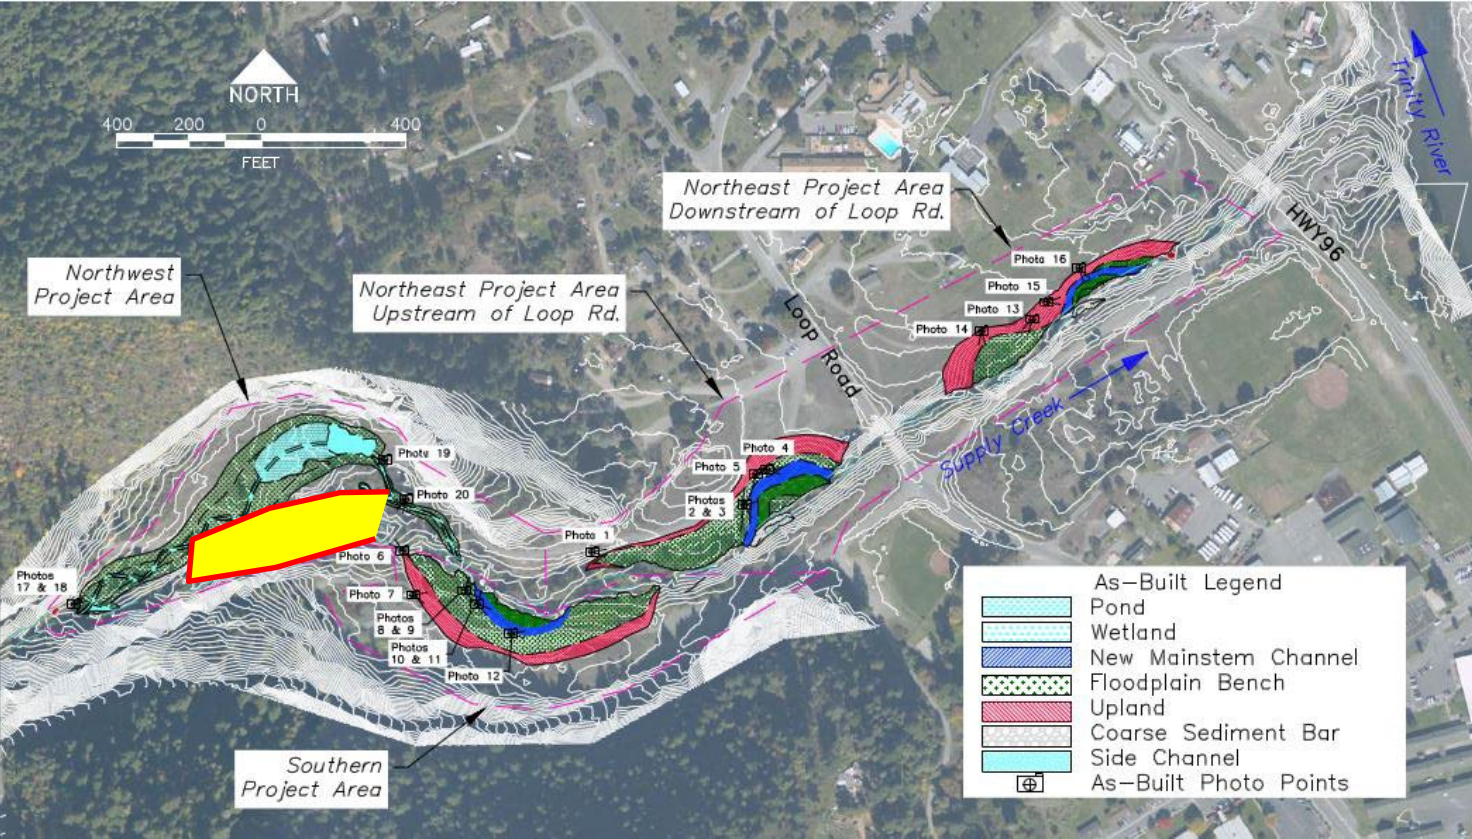 NORTH
400 200 0 400
FEET
Trinity River
Northeast Project Area
Downstream of Loop Rd.
HWY96
Northwest
Project Area
Northeast Project Area
Upstream of Loop Rd.
Photo 16
Photo 15
Photo 13
Photo 14
Loop Road
Supply Creek
Photo 4
Photo 5
Photos
2 & 3
Photo 19
Photo 20
Photo 1
Photo 6
Photos
17 & 18
Photo 7
Photos
8 & 9
Photos
10 & 11
Photo 12
Southern
Project Area
As-Built Legend
Pond
Wetland
New Mainstem Channel
Floodplain Bench
Upland
Coarse Sediment Bar
Side Channel
As-Built Photo Points